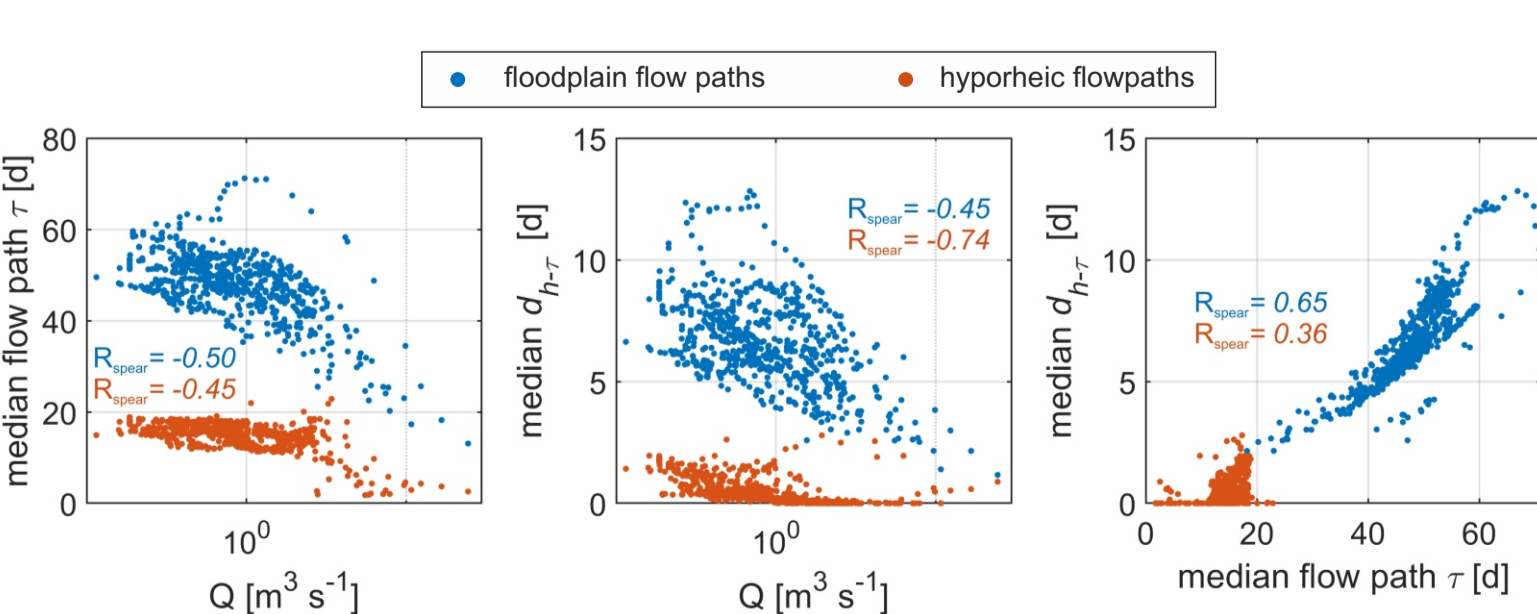 floodplain flow paths
hyporheic flowpaths
median flow path τ [d]
80
60
40
20
0
R_spear = -0.50
R_spear = -0.45
10^0
Q [m^3 s^-1]
median d_h-τ [d]
15
10
5
0
R_spear = -0.45
R_spear = -0.74
10^0
Q [m^3 s^-1]
median d_h-τ [d]
15
10
5
0
R_spear = 0.65
R_spear = 0.36
0 20 40 60
median flow path τ [d]